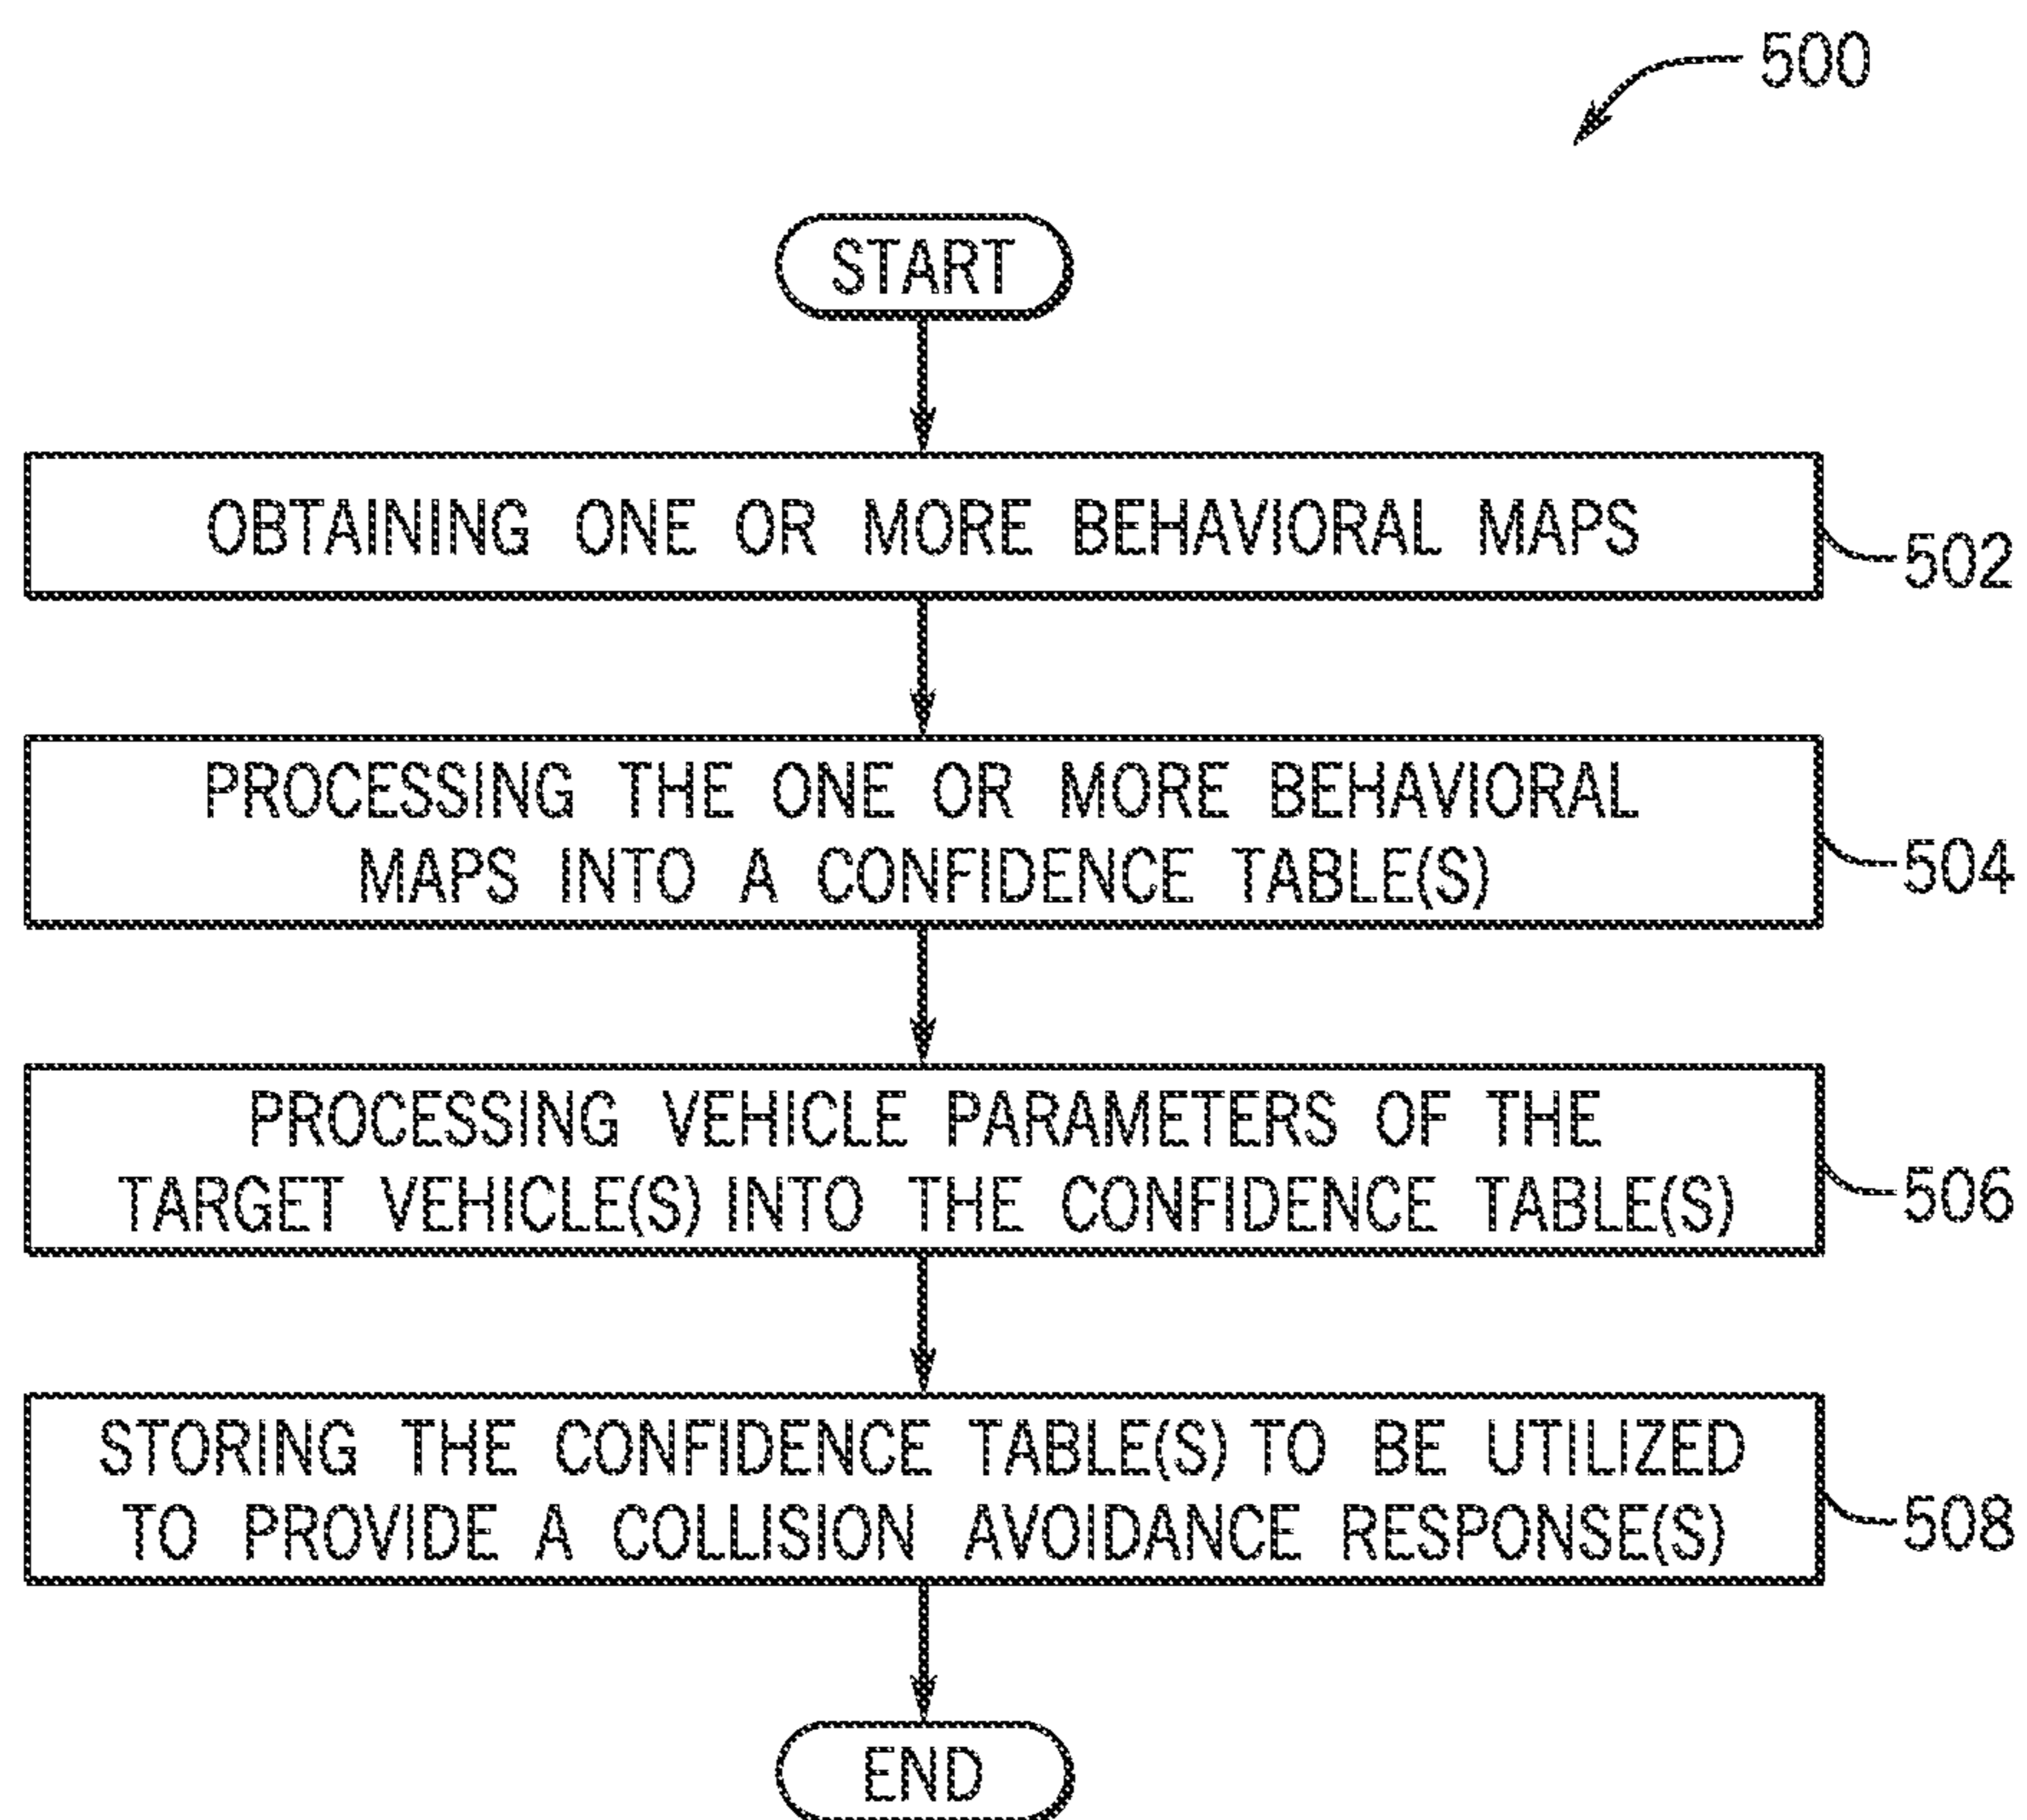 500
START
OBTAINING ONE OR MORE BEHAVIORAL MAPS
502
PROCESSING THE ONE OR MORE BEHAVIORAL
MAPS INTO A CONFIDENCE TABLE(S)
504
PROCESSING VEHICLE PARAMETERS OF THE
TARGET VEHICLE(S) INTO THE CONFIDENCE TABLE(S)
506
STORING THE CONFIDENCE TABLE(S) TO BE UTILIZED
TO PROVIDE A COLLISION AVOIDANCE RESPONSE(S)
508
END